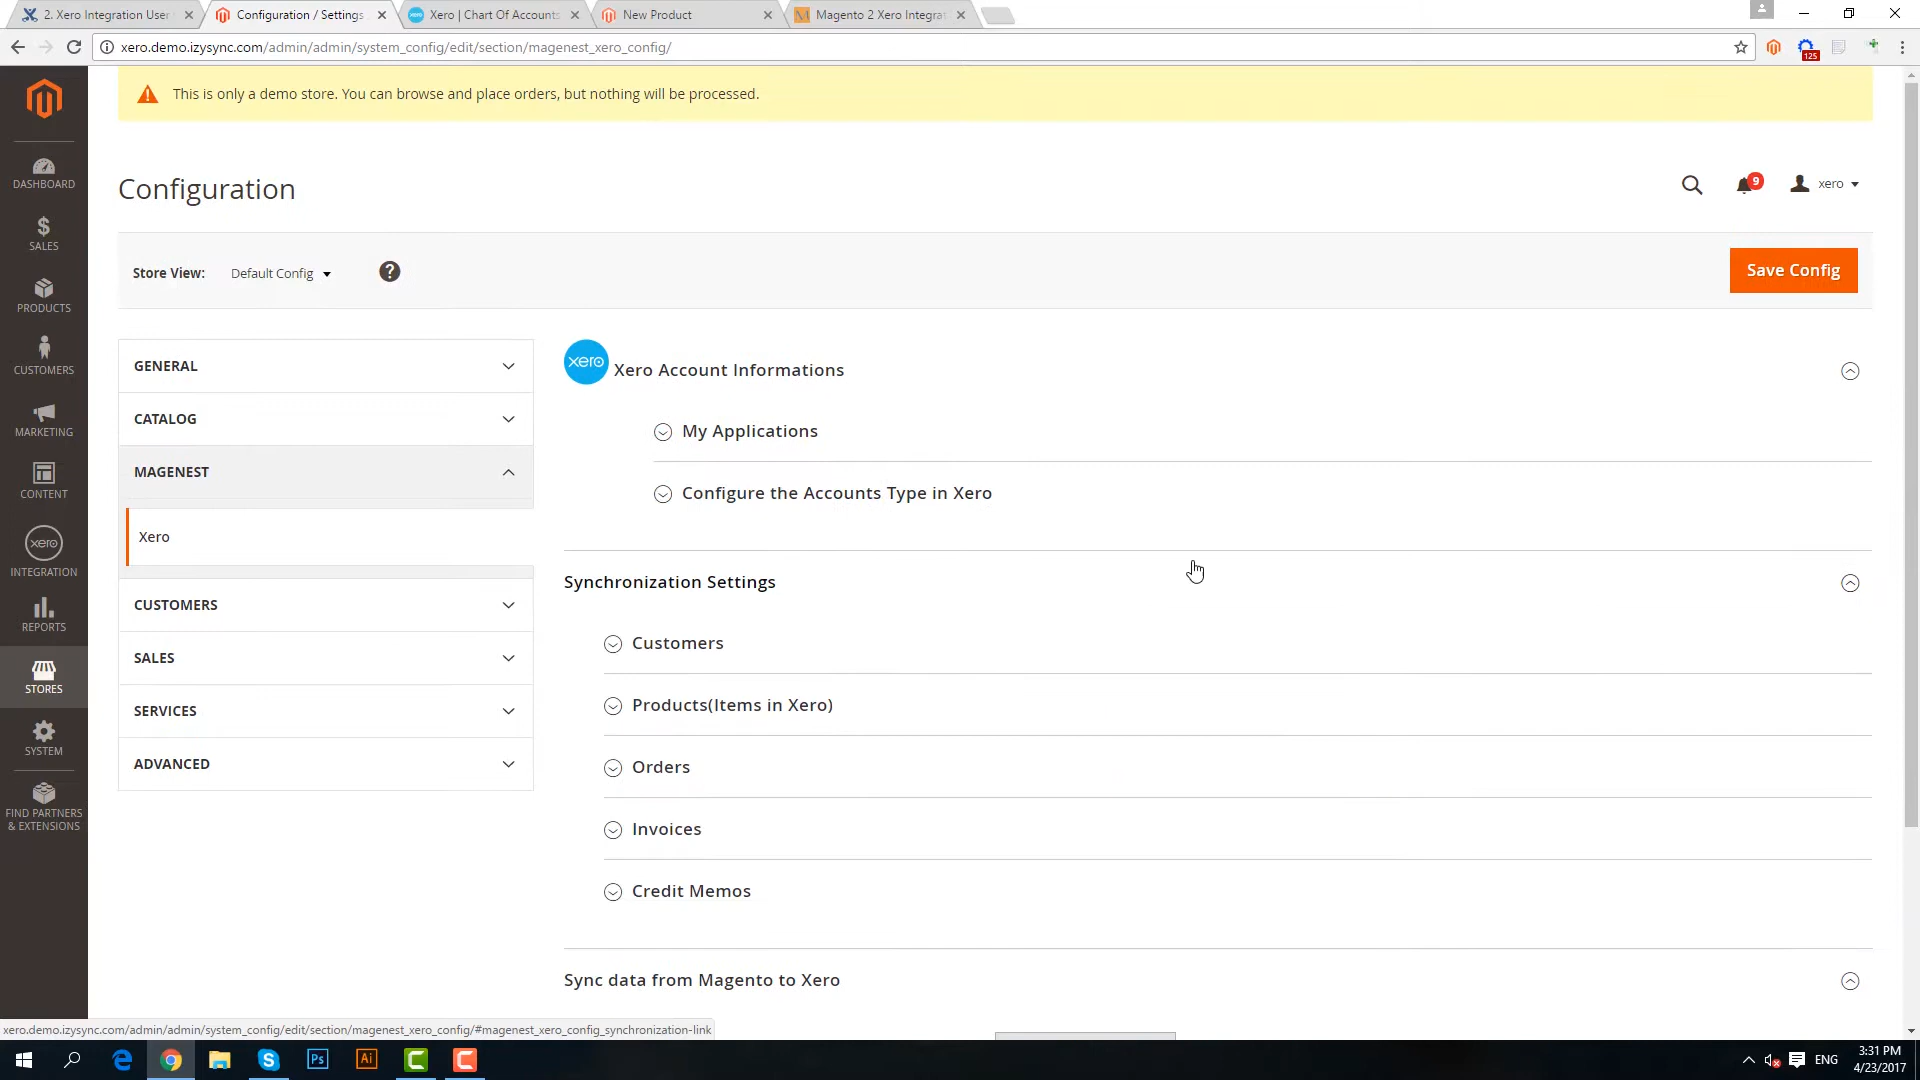 2. Xero Integration User
Configuration / Settings
Xero | Chart Of Accounts
New Product
Magento 2 Xero Integrat
xero.demo.izysync.com/admin/admin/system_config/edit/section/magenest_xero_config/
125
This is only a demo store. You can browse and place orders, but nothing will be processed.
Configuration
9
xero
Store View:
Default Config
?
Save Config
DASHBOARD
$
SALES
PRODUCTS
CUSTOMERS
MARKETING
CONTENT
xero
INTEGRATION
REPORTS
STORES
SYSTEM
FIND PARTNERS
& EXTENSIONS
GENERAL
CATALOG
MAGENEST
Xero
CUSTOMERS
SALES
SERVICES
ADVANCED
xero
Xero Account Informations
My Applications
Configure the Accounts Type in Xero
Synchronization Settings
Customers
Products(Items in Xero)
Orders
Invoices
Credit Memos
Sync data from Magento to Xero
xero.demo.izysync.com/admin/admin/system_config/edit/section/magenest_xero_config/#magenest_xero_config_synchronization-link
Ps
Ai
ENG
3:31 PM
4/23/2017